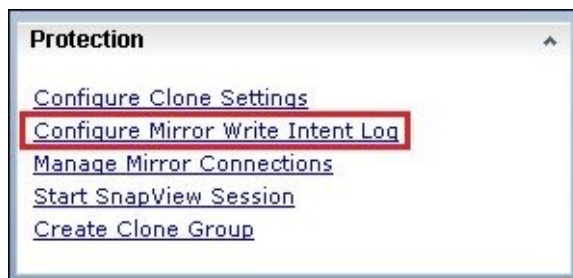 Protection
Configure Clone Settings
Configure Mirror Write Intent Log
Manage Mirror Connections
Start SnapView Session
Create Clone Group